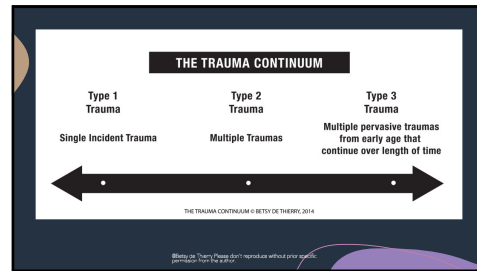 THE TRAUMA CONTINUUM
Type 1
Trauma
Type 2
Trauma
Type 3
Trauma
Single Incident Trauma
Multiple Traumas
Multiple pervasive traumas
from early age that
continue over length of time
THE TRAUMA CONTINUUM © BETSY DE THIERRY, 2014
©Betsy de Thierry Please don't reproduce without prior specific
permission from the author.